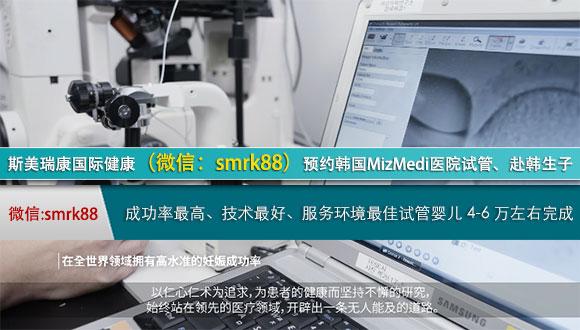 斯美瑞康国际健康 （微信：smrk88） 预约韩国MizMedi医院试管、赴韩生子
微信:smrk88 成功率最高、技术最好、服务环境最佳试管婴儿 4-6 万左右完成
在全世界领域拥有高水准的妊娠成功率
以仁心仁术为追求，为患者的健康而坚持不懈的研究，
始终站在领先的医疗领域，开辟出一条无人能及的道路。
SAMSUNG